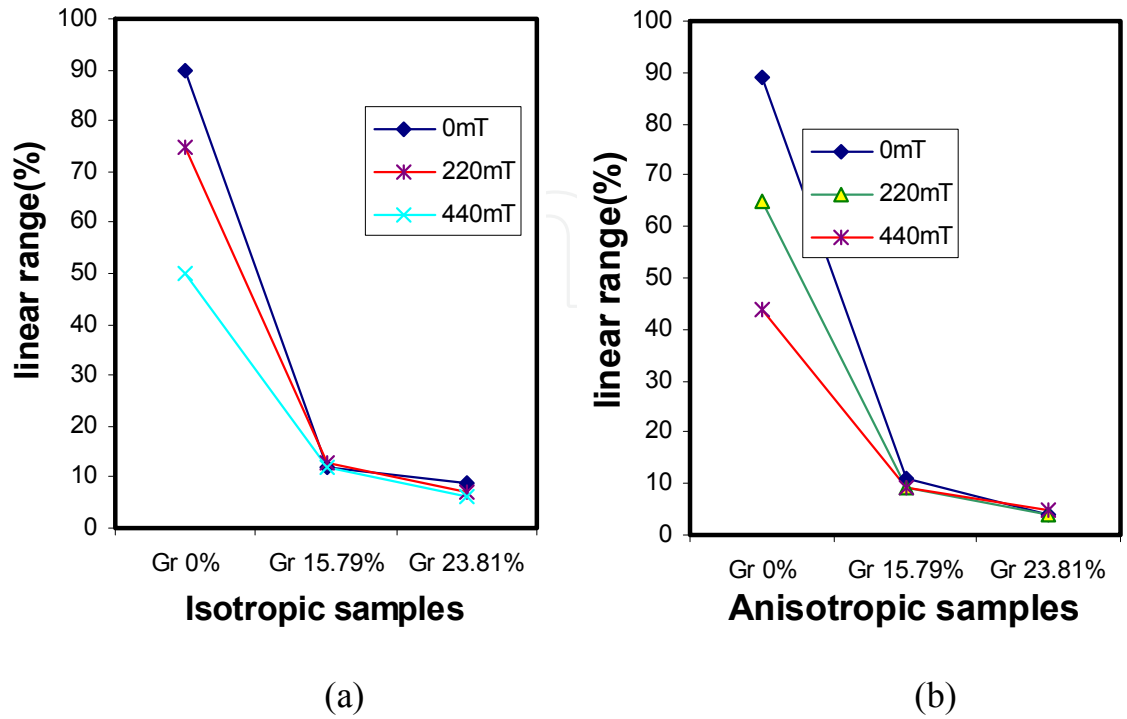 100
90
80
70
60
50
40
30
20
10
0
linear range(%)
0mT
220mT
440mT
Gr 0% Gr 15.79% Gr 23.81%
Isotropic samples
(a)
100
90
80
70
60
50
40
30
20
10
0
linear range(%)
0mT
220mT
440mT
Gr 0% Gr 15.79% Gr 23.81%
Anisotropic samples
(b)